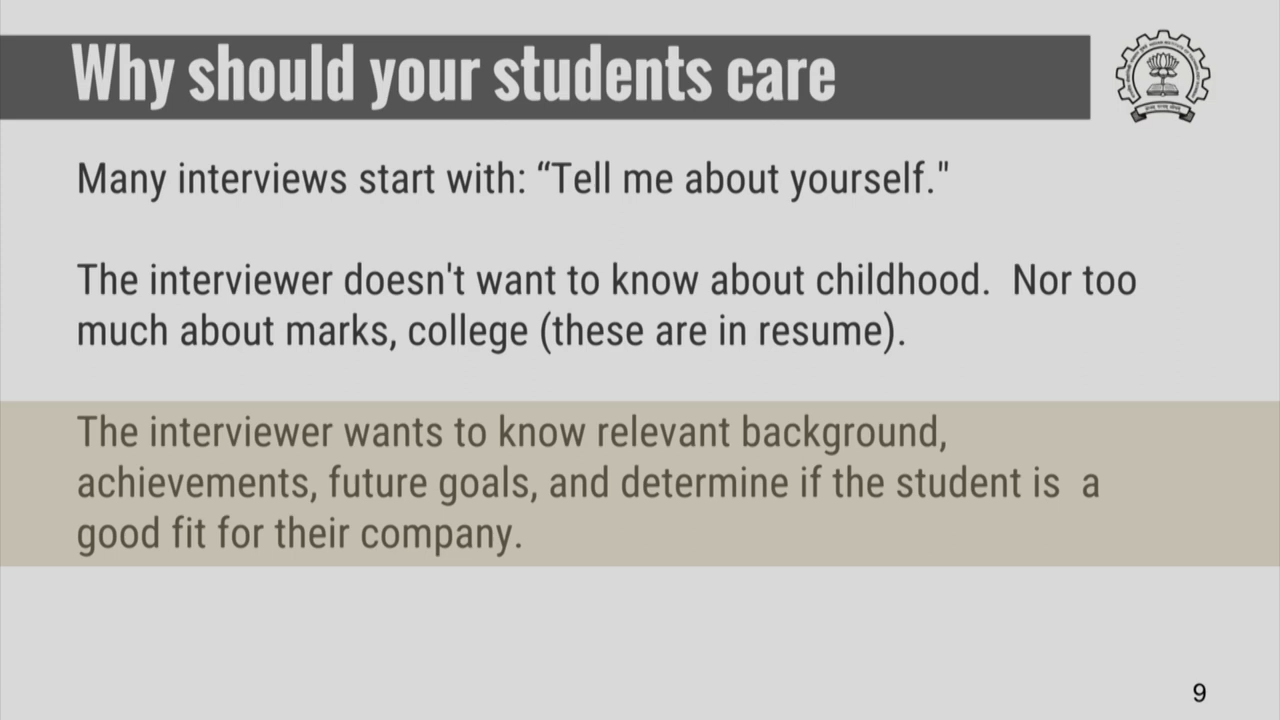 Why should your students care
Many interviews start with: “Tell me about yourself."
The interviewer doesn't want to know about childhood.  Nor too
much about marks, college (these are in resume).
The interviewer wants to know relevant background,
achievements, future goals, and determine if the student is  a
good fit for their company.
9